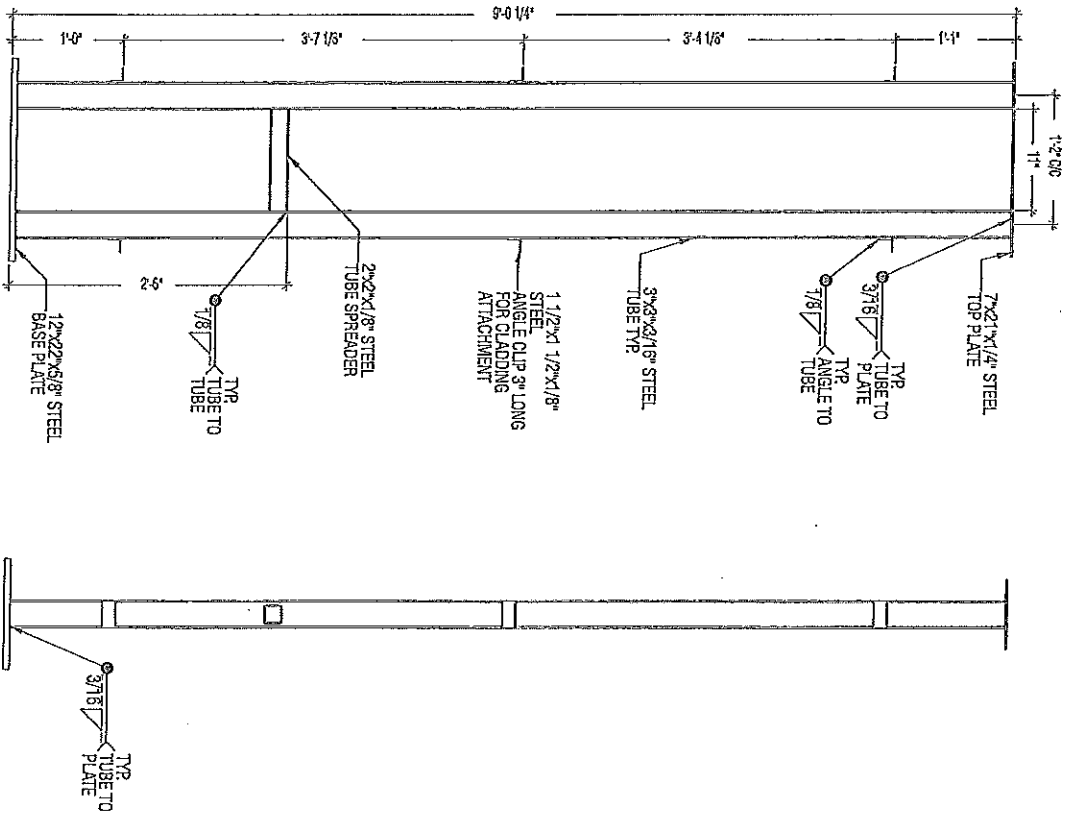 9'-0 1/4"
1'-0"
3'-7 1/8"
3'-4 1/8"
1'-1"
1'-2" C/C
11"
7"x21"x1/4" STEEL
TOP PLATE
3/16
TYP.
TUBE TO
PLATE
1/8
TYP.
ANGLE TO
TUBE
3"x3"x3/16" STEEL
TUBE TYP.
1 1/2"x1 1/2"x1/8"
STEEL
ANGLE CLIP 3" LONG
FOR CLADDING
ATTACHMENT
2"x2"x1/8" STEEL
TUBE SPREADER
1/8
TYP.
TUBE TO
TUBE
12"x22"x5/8" STEEL
BASE PLATE
3/16
TYP.
TUBE TO
PLATE